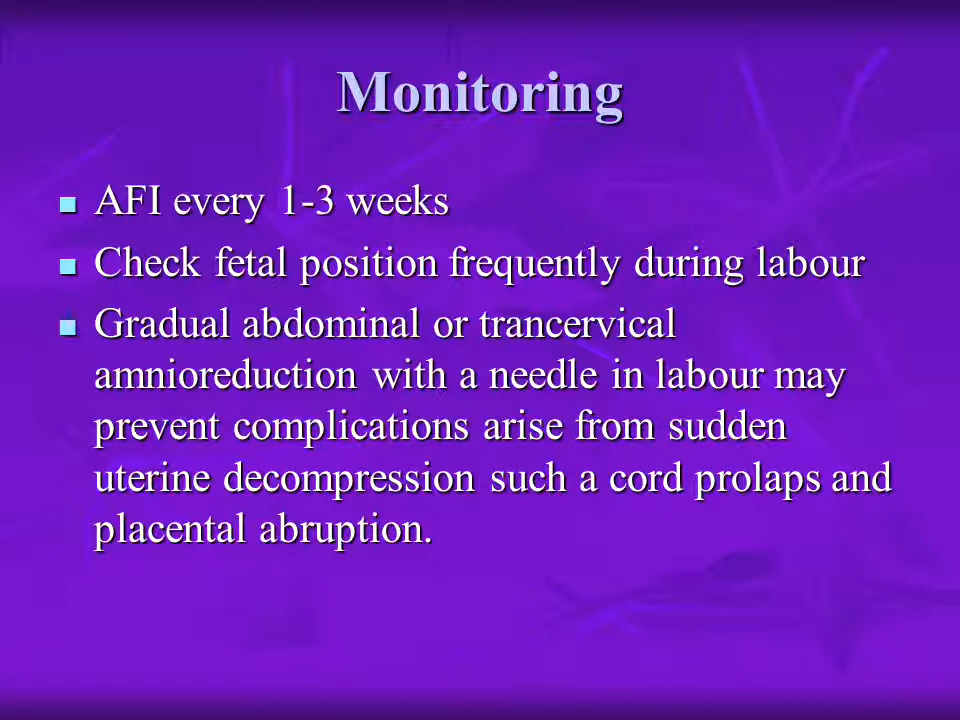 Monitoring
AFI every 1-3 weeks
Check fetal position frequently during labour
Gradual abdominal or trancervical
amnioreduction with a needle in labour may
prevent complications arise from sudden
uterine decompression such a cord prolaps and
placental abruption.